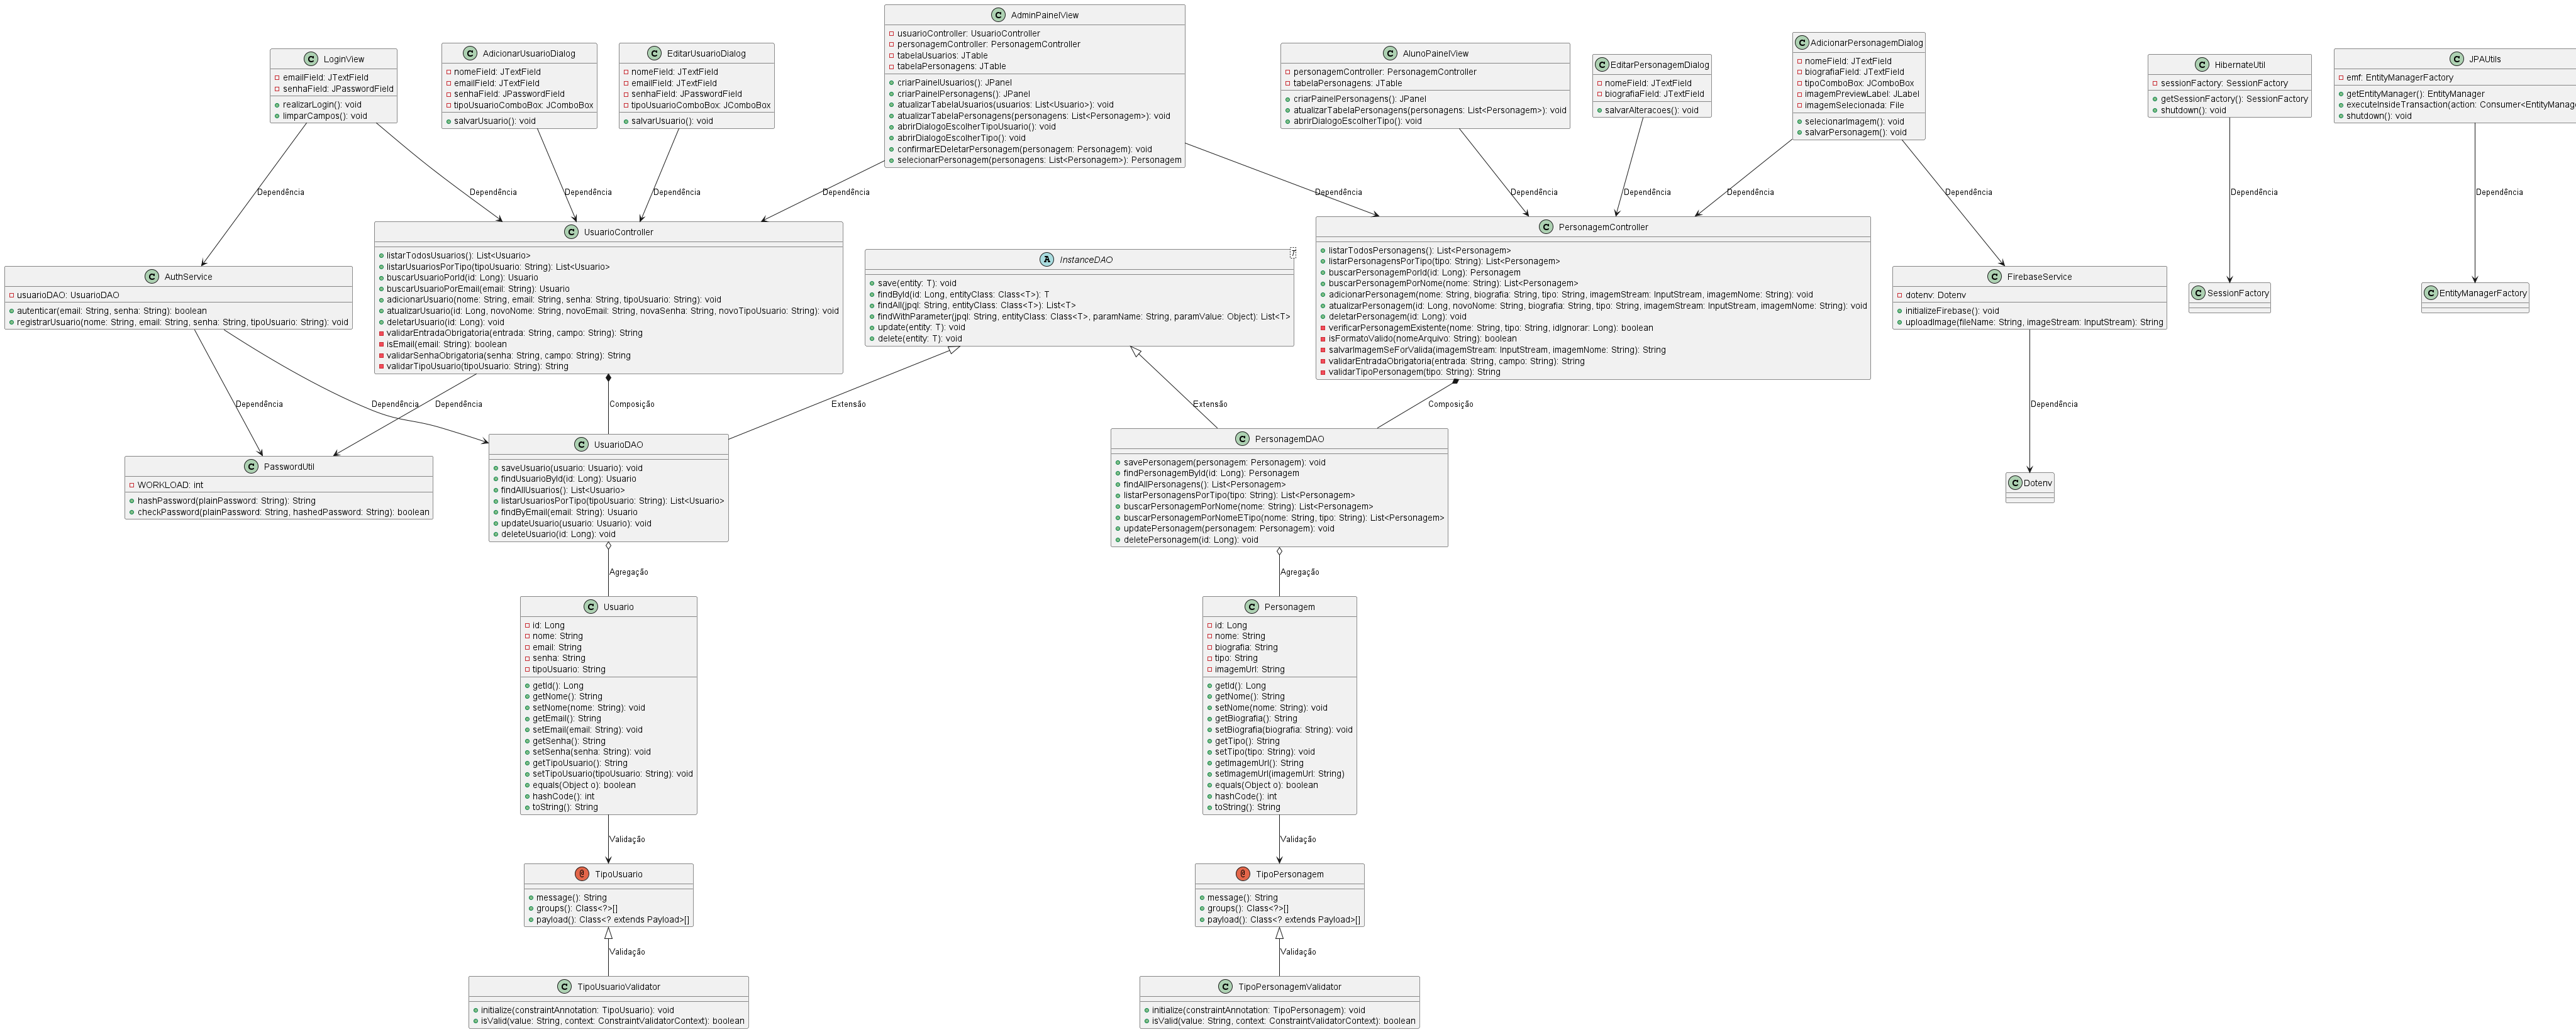 AdminPainelView
usuarioController: UsuarioController
personagemController: PersonagemController
tabelaUsuarios: JTable
tabelaPersonagens: JTable
criarPainelUsuarios(): JPanel
criarPainelPersonagens(): JPanel
atualizarTabelaUsuarios(usuarios: List<Usuario>): void
atualizarTabelaPersonagens(personagens: List<Personagem>): void
abrirDialogoEscolherTipoUsuario(): void
abrirDialogoEscolherTipo(): void
confirmarEDeletarPersonagem(personagem: Personagem): void
selecionarPersonagem(personagens: List<Personagem>): Personagem
LoginView
emailField: JTextField
senhaField: JPasswordField
realizarLogin(): void
limparCampos(): void
AdicionarUsuarioDialog
nomeField: JTextField
emailField: JTextField
senhaField: JPasswordField
tipoUsuarioComboBox: JComboBox
salvarUsuario(): void
EditarUsuarioDialog
nomeField: JTextField
emailField: JTextField
senhaField: JPasswordField
tipoUsuarioComboBox: JComboBox
salvarUsuario(): void
AlunoPainelView
personagemController: PersonagemController
tabelaPersonagens: JTable
criarPainelPersonagens(): JPanel
atualizarTabelaPersonagens(personagens: List<Personagem>): void
abrirDialogoEscolherTipo(): void
EditarPersonagemDialog
nomeField: JTextField
biografiaField: JTextField
salvarAlteracoes(): void
AdicionarPersonagemDialog
nomeField: JTextField
biografiaField: JTextField
tipoComboBox: JComboBox
imagemPreviewLabel: JLabel
imagemSelecionada: File
selecionarImagem(): void
salvarPersonagem(): void
HibernateUtil
sessionFactory: SessionFactory
getSessionFactory(): SessionFactory
shutdown(): void
JPAUtils
emf: EntityManagerFactory
getEntityManager(): EntityManager
executeInsideTransaction(action: Consumer<EntityManage
shutdown(): void
Dependência
Dependência
Dependência
Dependência
Dependência
Dependência
Dependência
Dependência
Dependência
Dependência
Dependência
Dependência
AuthService
usuarioDAO: UsuarioDAO
autenticar(email: String, senha: String): boolean
registrarUsuario(nome: String, email: String, senha: String, tipoUsuario: String): void
UsuarioController
listarTodosUsuarios(): List<Usuario>
listarUsuariosPorTipo(tipoUsuario: String): List<Usuario>
buscarUsuarioPorId(id: Long): Usuario
buscarUsuarioPorEmail(email: String): Usuario
adicionarUsuario(nome: String, email: String, senha: String, tipoUsuario: String): void
atualizarUsuario(id: Long, novoNome: String, novoEmail: String, novaSenha: String, novoTipoUsuario: String): void
deletarUsuario(id: Long): void
validarEntradaObrigatoria(entrada: String, campo: String): String
isEmail(email: String): boolean
validarSenhaObrigatoria(senha: String, campo: String): String
validarTipoUsuario(tipoUsuario: String): String
InstanceDAO
T
save(entity: T): void
findById(id: Long, entityClass: Class<T>): T
findAll(jpql: String, entityClass: Class<T>): List<T>
findWithParameter(jpql: String, entityClass: Class<T>, paramName: String, paramValue: Object): List<T>
update(entity: T): void
delete(entity: T): void
PersonagemController
listarTodosPersonagens(): List<Personagem>
listarPersonagensPorTipo(tipo: String): List<Personagem>
buscarPersonagemPorId(id: Long): Personagem
buscarPersonagemPorNome(nome: String): List<Personagem>
adicionarPersonagem(nome: String, biografia: String, tipo: String, imagemStream: InputStream, imagemNome: String): void
atualizarPersonagem(id: Long, novoNome: String, biografia: String, tipo: String, imagemStream: InputStream, imagemNome: String): void
deletarPersonagem(id: Long): void
verificarPersonagemExistente(nome: String, tipo: String, idIgnorar: Long): boolean
isFormatoValido(nomeArquivo: String): boolean
salvarImagemSeForValida(imagemStream: InputStream, imagemNome: String): String
validarEntradaObrigatoria(entrada: String, campo: String): String
validarTipoPersonagem(tipo: String): String
FirebaseService
dotenv: Dotenv
initializeFirebase(): void
uploadImage(fileName: String, imageStream: InputStream): String
SessionFactory
EntityManagerFactory
Dependência
Dependência
Dependência
Composição
Extensão
Extensão
Composição
Dependência
PasswordUtil
WORKLOAD: int
hashPassword(plainPassword: String): String
checkPassword(plainPassword: String, hashedPassword: String): boolean
UsuarioDAO
saveUsuario(usuario: Usuario): void
findUsuarioById(id: Long): Usuario
findAllUsuarios(): List<Usuario>
listarUsuariosPorTipo(tipoUsuario: String): List<Usuario>
findByEmail(email: String): Usuario
updateUsuario(usuario: Usuario): void
deleteUsuario(id: Long): void
PersonagemDAO
savePersonagem(personagem: Personagem): void
findPersonagemById(id: Long): Personagem
findAllPersonagens(): List<Personagem>
listarPersonagensPorTipo(tipo: String): List<Personagem>
buscarPersonagemPorNome(nome: String): List<Personagem>
buscarPersonagemPorNomeETipo(nome: String, tipo: String): List<Personagem>
updatePersonagem(personagem: Personagem): void
deletePersonagem(id: Long): void
Dotenv
Agregação
Agregação
Usuario
id: Long
nome: String
email: String
senha: String
tipoUsuario: String
getId(): Long
getNome(): String
setNome(nome: String): void
getEmail(): String
setEmail(email: String): void
getSenha(): String
setSenha(senha: String): void
getTipoUsuario(): String
setTipoUsuario(tipoUsuario: String): void
equals(Object o): boolean
hashCode(): int
toString(): String
Personagem
id: Long
nome: String
biografia: String
tipo: String
imagemUrl: String
getId(): Long
getNome(): String
setNome(nome: String): void
getBiografia(): String
setBiografia(biografia: String): void
getTipo(): String
setTipo(tipo: String): void
getImagemUrl(): String
setImagemUrl(imagemUrl: String)
equals(Object o): boolean
hashCode(): int
toString(): String
Validação
Validação
TipoUsuario
message(): String
groups(): Class<?>[]
payload(): Class<? extends Payload>[]
TipoPersonagem
message(): String
groups(): Class<?>[]
payload(): Class<? extends Payload>[]
Validação
Validação
TipoUsuarioValidator
initialize(constraintAnnotation: TipoUsuario): void
isValid(value: String, context: ConstraintValidatorContext): boolean
TipoPersonagemValidator
initialize(constraintAnnotation: TipoPersonagem): void
isValid(value: String, context: ConstraintValidatorContext): boolean